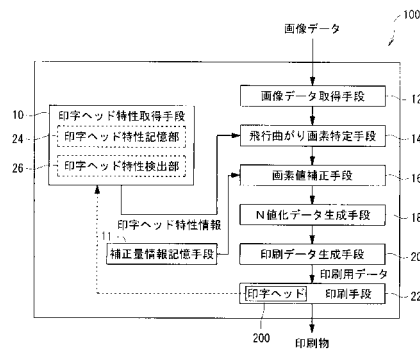 画像データ
100
画像データ取得手段
12
10
印字ヘッド特性取得手段
24
印字ヘッド特性記憶部
26
印字ヘッド特性検出部
飛行曲がり画素特定手段
14
画素値補正手段
16
印字ヘッド特性情報
11
補正量情報記憶手段
N値化データ生成手段
18
印刷データ生成手段
20
印刷用データ
印字ヘッド
印刷手段
22
200
印刷物